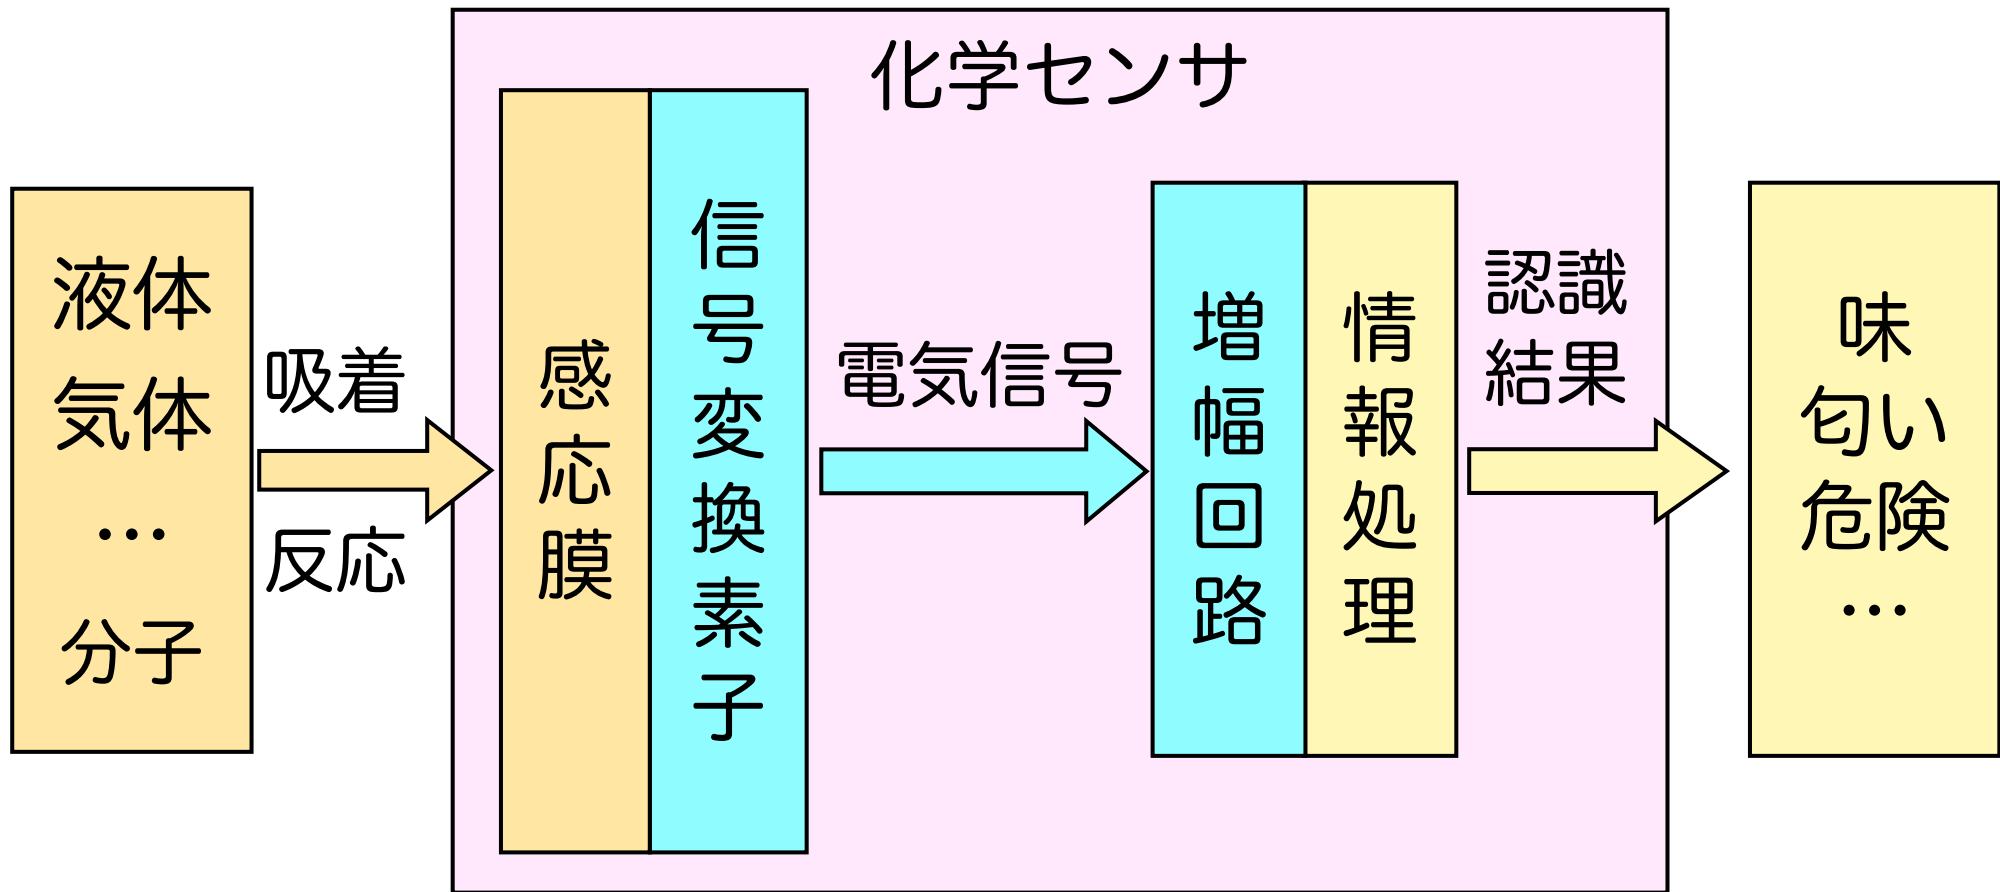 化学センサ
液体
気体
…
分子
吸着
反応
感応膜
信号変換素子
電気信号
増幅回路
情報処理
認識
結果
味
匂い
危険
…